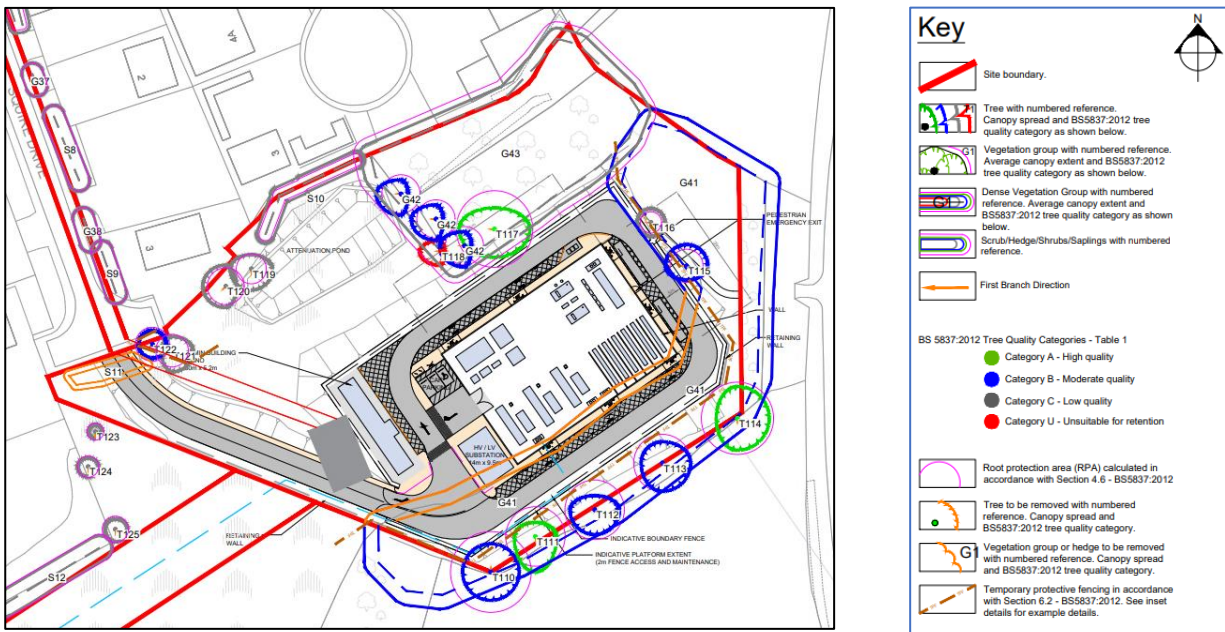 4A
2
G37
SQUIRE DRIVE
S8
3
G43
S10
G41
G42
G42
T116
PEDESTRIAN
EMERGENCY EXIT
T117
G38
3
ATTENUATION POND
G42
T118
S9
T119
T115
T120
WALL
RETAINING
WALL
T122
T121
BUILDING
S11
G41
T114
T123
HV / LV
SUBSTATION
T113
T124
G41
T112
T125
RETAINING
WALL
T111
INDICATIVE BOUNDARY FENCE
INDICATIVE PLATFORM EXTENT
(2m FENCE ACCESS AND MAINTENANCE)
S12
T110
Key
N
Site boundary.
Tree with numbered reference.
Canopy spread and BS5837:2012 tree
quality category as shown below.
G1
Vegetation group with numbered reference.
Average canopy extent and BS5837:2012
tree quality category as shown below.
G1
Dense Vegetation Group with numbered
reference. Average canopy extent and
BS5837:2012 tree quality category as shown
below.
Scrub/Hedge/Shrubs/Saplings with numbered
reference.
First Branch Direction
BS 5837:2012 Tree Quality Categories - Table 1
Category A - High quality
Category B - Moderate quality
Category C - Low quality
Category U - Unsuitable for retention
Root protection area (RPA) calculated in
accordance with Section 4.6 - BS5837:2012
Tree to be removed with numbered
reference. Canopy spread and
BS5837:2012 tree quality category.
G1
Vegetation group or hedge to be removed
with numbered reference. Canopy spread
and BS5837:2012 tree quality category.
Temporary protective fencing in accordance
with Section 6.2 - BS5837:2012. See inset
details for example details.